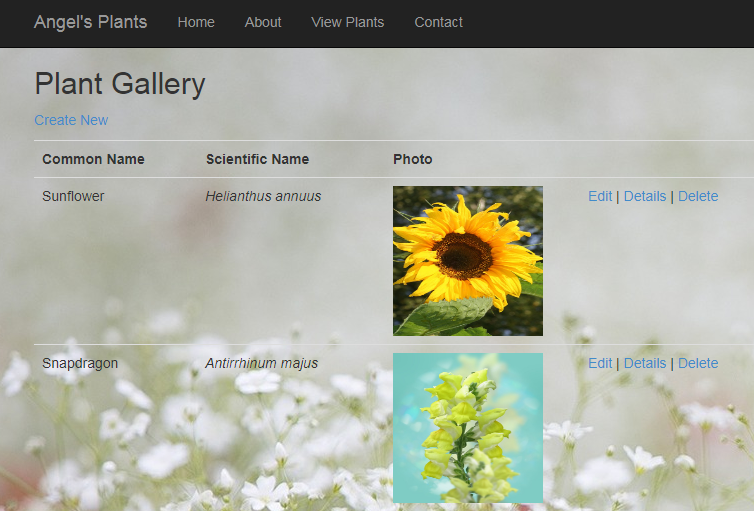 Angel's Plants Home About View Plants Contact
Plant Gallery
Create New
Common Name Scientific Name Photo
Sunflower Helianthus annuus Edit | Details | Delete
Snapdragon Antirrhinum majus Edit | Details | Delete